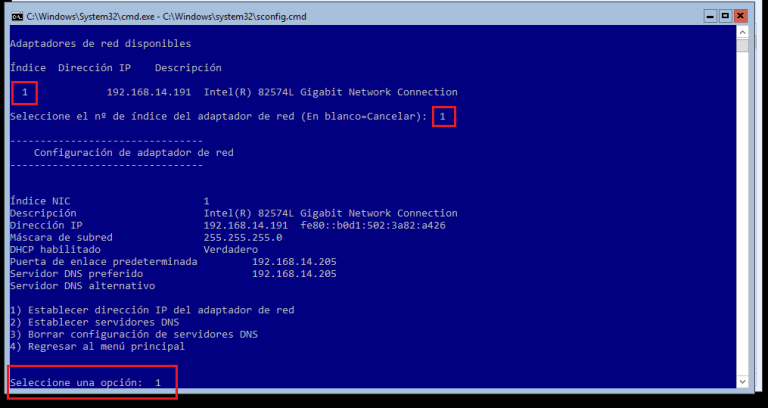 C:\Windows\System32\cmd.exe - C:\Windows\system32\sconfig.cmd
Adaptadores de red disponibles
Índice Dirección IP Descripción
1 192.168.14.191 Intel(R) 82574L Gigabit Network Connection
Seleccione el nº de índice del adaptador de red (En blanco=Cancelar): 1
--------------------------------
Configuración de adaptador de red
--------------------------------
Índice NIC 1
Descripción Intel(R) 82574L Gigabit Network Connection
Dirección IP 192.168.14.191 fe80::b0d1:502:3a82:a426
Máscara de subred 255.255.255.0
DHCP habilitado Verdadero
Puerta de enlace predeterminada 192.168.14.205
Servidor DNS preferido 192.168.14.205
Servidor DNS alternativo
1) Establecer dirección IP del adaptador de red
2) Establecer servidores DNS
3) Borrar configuración de servidores DNS
4) Regresar al menú principal
Seleccione una opción: 1